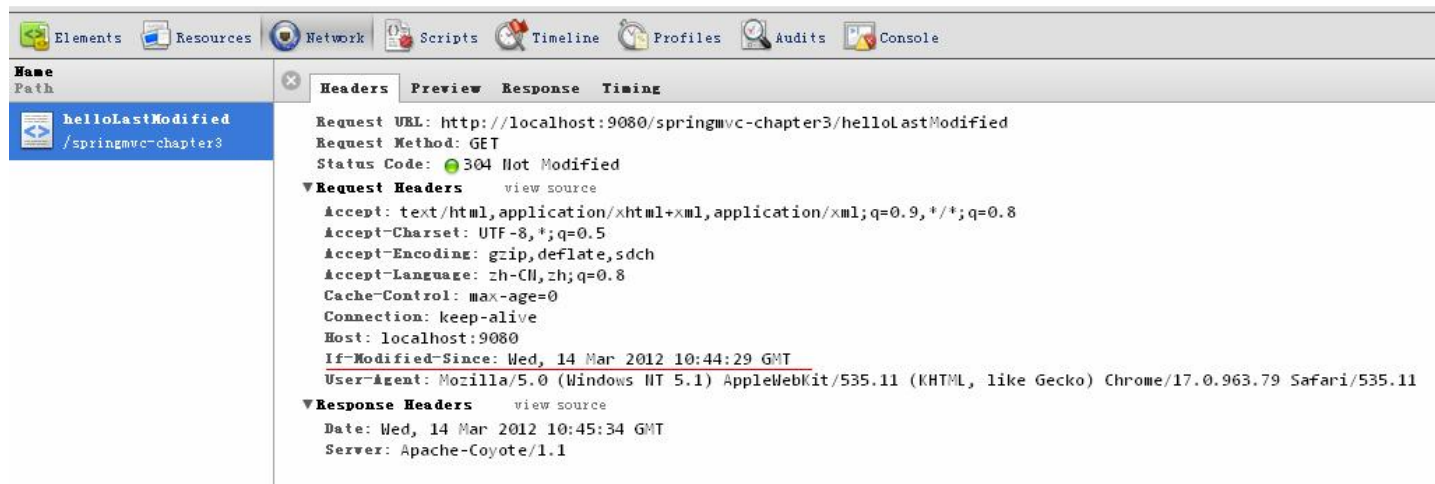 Elements Resources Network Scripts Timeline Profiles Audits Console
Name
Path
Headers Preview Response Timing
helloLastModified
/springmvc-chapter3
Request URL: http://localhost:9080/springmvc-chapter3/helloLastModified
Request Method: GET
Status Code: 304 Not Modified
▼Request Headers view source
Accept: text/html,application/xhtml+xml,application/xml;q=0.9,*/*;q=0.8
Accept-Charset: UTF-8,*;q=0.5
Accept-Encoding: gzip,deflate,sdch
Accept-Language: zh-CN,zh;q=0.8
Cache-Control: max-age=0
Connection: keep-alive
Host: localhost:9080
If-Modified-Since: Wed, 14 Mar 2012 10:44:29 GMT
User-Agent: Mozilla/5.0 (Windows NT 5.1) AppleWebKit/535.11 (KHTML, like Gecko) Chrome/17.0.963.79 Safari/535.11
▼Response Headers view source
Date: Wed, 14 Mar 2012 10:45:34 GMT
Server: Apache-Coyote/1.1